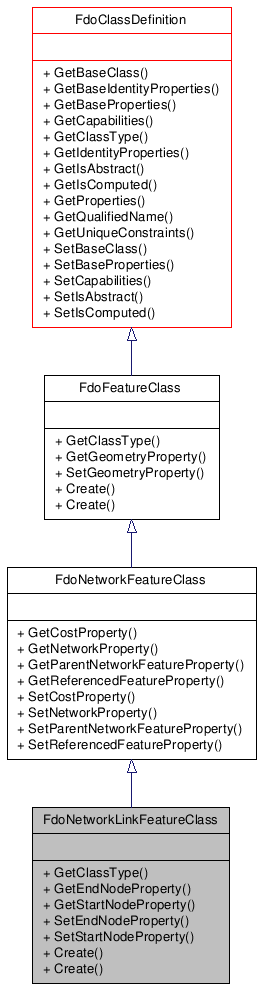 FdoClassDefinition
+ GetBaseClass()
+ GetBaseIdentityProperties()
+ GetBaseProperties()
+ GetCapabilities()
+ GetClassType()
+ GetIdentityProperties()
+ GetIsAbstract()
+ GetIsComputed()
+ GetProperties()
+ GetQualifiedName()
+ GetUniqueConstraints()
+ SetBaseClass()
+ SetBaseProperties()
+ SetCapabilities()
+ SetIsAbstract()
+ SetIsComputed()
FdoFeatureClass
+ GetClassType()
+ GetGeometryProperty()
+ SetGeometryProperty()
+ Create()
+ Create()
FdoNetworkFeatureClass
+ GetCostProperty()
+ GetNetworkProperty()
+ GetParentNetworkFeatureProperty()
+ GetReferencedFeatureProperty()
+ SetCostProperty()
+ SetNetworkProperty()
+ SetParentNetworkFeatureProperty()
+ SetReferencedFeatureProperty()
FdoNetworkLinkFeatureClass
+ GetClassType()
+ GetEndNodeProperty()
+ GetStartNodeProperty()
+ SetEndNodeProperty()
+ SetStartNodeProperty()
+ Create()
+ Create()